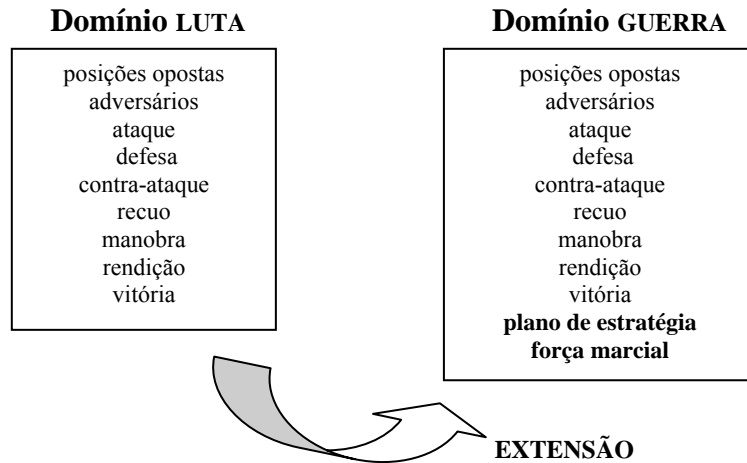 Domínio LUTA
posições opostas
adversários
ataque
defesa
contra-ataque
recuo
manobra
rendição
vitória
Domínio GUERRA
posições opostas
adversários
ataque
defesa
contra-ataque
recuo
manobra
rendição
vitória
plano de estratégia
força marcial
EXTENSÃO